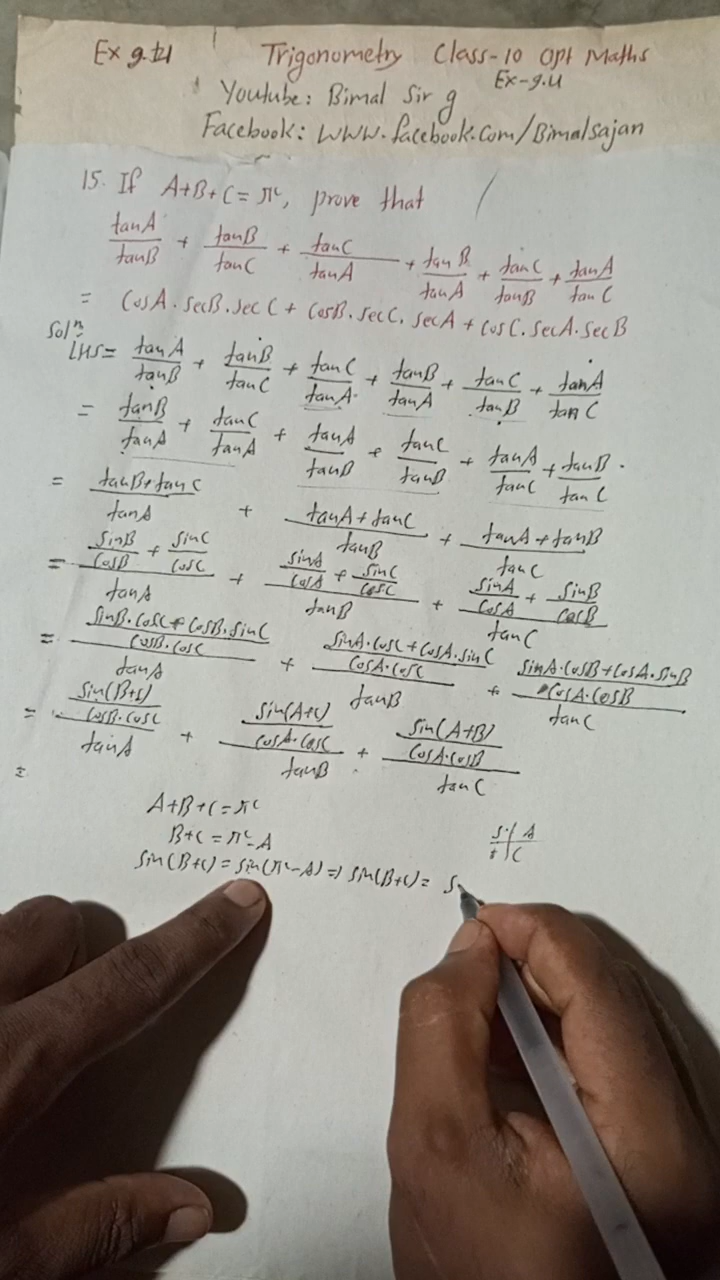 Ex 9.4 Trigonometry Class-10 Opt Maths
Ex-9.4
Youtube: Bimal Sir g
Facebook: www.facebook.com/Bimalsajan
15. If A+B+C = πᶜ, prove that
tanA/tanB + tanB/tanC + tanC/tanA + tanB/tanA + tanC/tanB + tanA/tanC
= CosA.secB.secC + cosB.secC.secA + cosC.secA.secB
Solⁿ:
LHS = tanA/tanB + tanB/tanC + tanC/tanA + tanB/tanA + tanC/tanB + tanA/tanC
= tanB/tanA + tanC/tanA + tanA/tanB + tanC/tanB + tanA/tanC + tanB/tanC
= (tanB+tanC)/tanA + (tanA+tanC)/tanB + (tanA+tanB)/tanC
= (sinB/cosB + sinC/cosC)/tanA + (sinA/cosA + sinC/cosC)/tanB + (sinA/cosA + sinB/cosB)/tanC
= ((sinB.cosC+cosB.sinC)/(cosB.cosC))/tanA + ((sinA.cosC+cosA.sinC)/(cosA.cosC))/tanB + ((sinA.cosB+cosA.sinB)/(cosA.cosB))/tanC
= (sin(B+C)/(cosB.cosC))/tanA + (sin(A+C)/(cosA.cosC))/tanB + (sin(A+B)/(cosA.cosB))/tanC
=
A+B+C = πᶜ
B+C = πᶜ-A
S A
t C
sin(B+C) = sin(πᶜ-A) => sin(B+C) = s